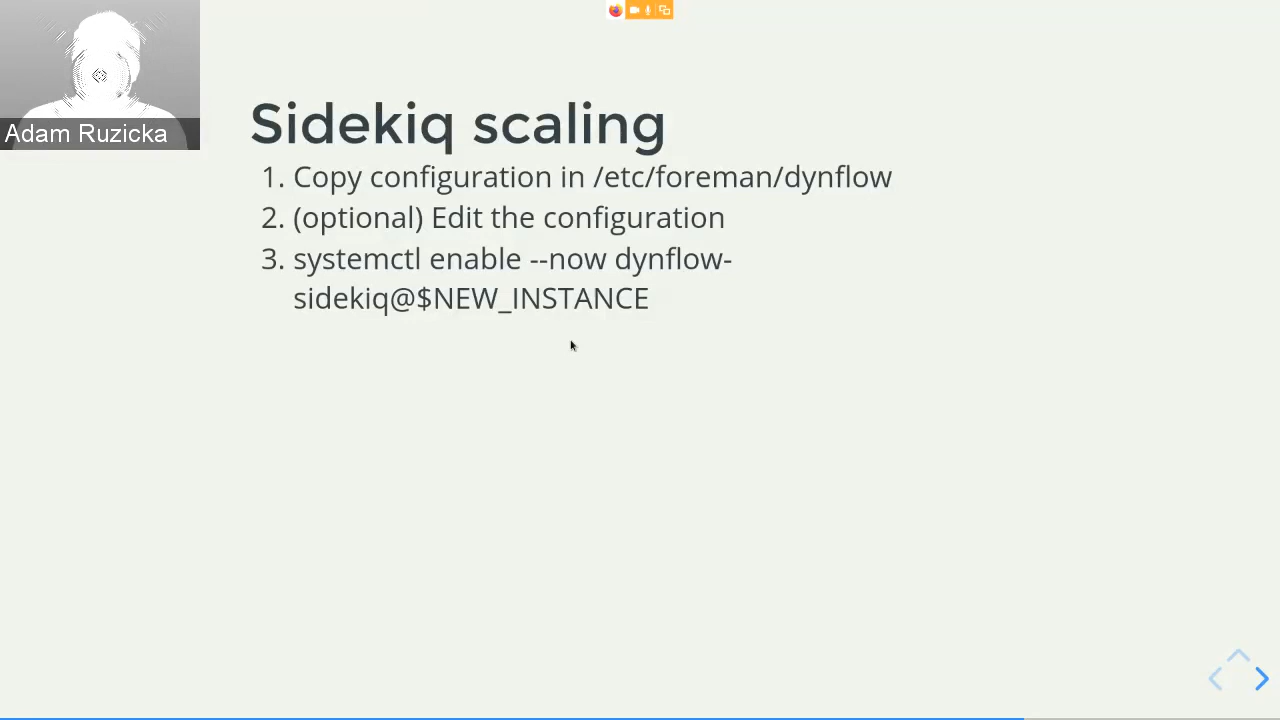 Adam Ruzicka
Sidekiq scaling
1. Copy configuration in /etc/foreman/dynflow
2. (optional) Edit the configuration
3. systemctl enable --now dynflow-
sidekiq@$NEW_INSTANCE